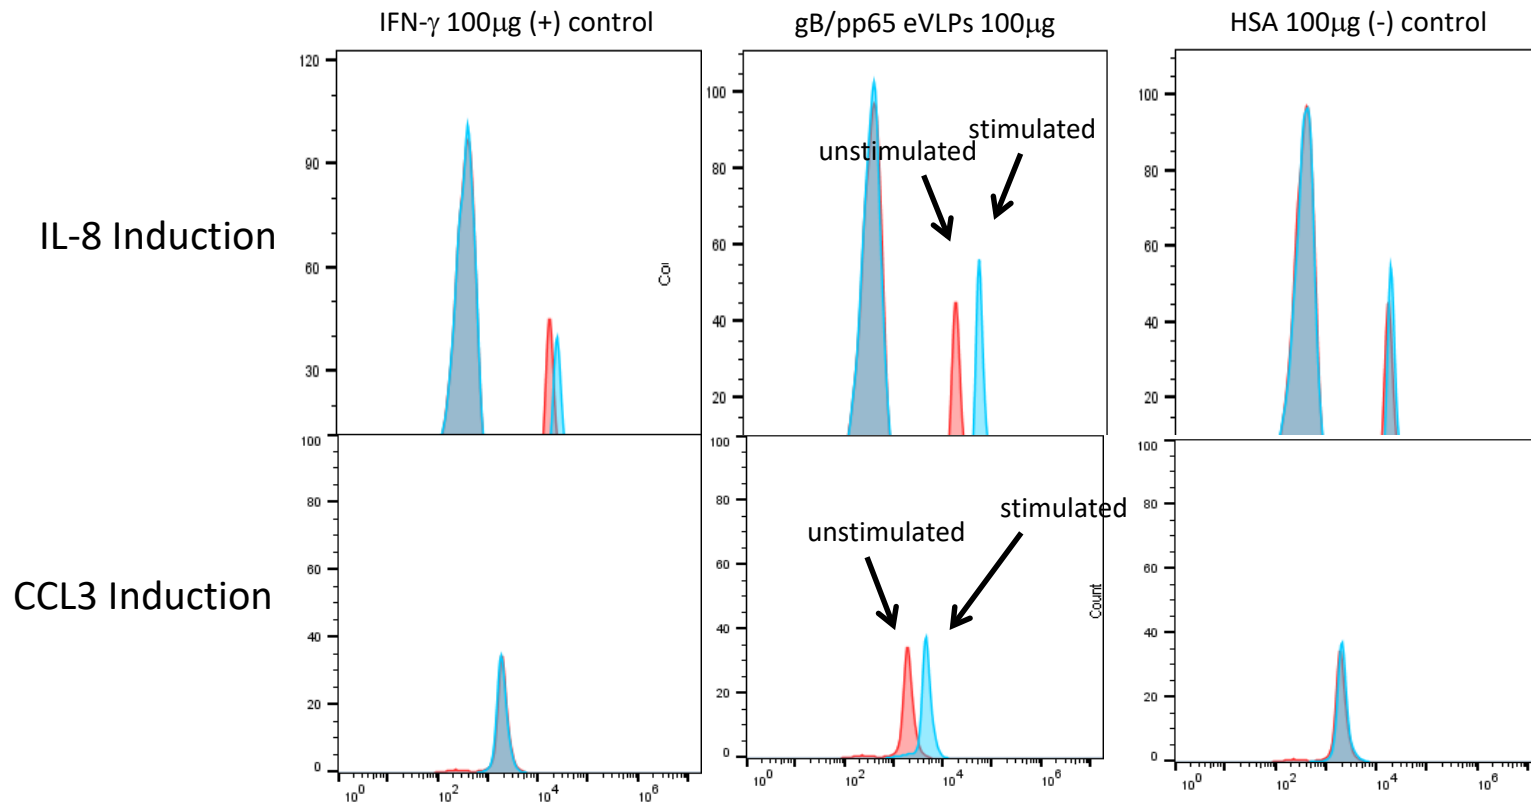 IFN-γ 100μg (+) control
gB/pp65 eVLPs 100μg
HSA 100μg (-) control
IL-8 Induction
120
90
60
30
Coı
100
80
60
40
20
unstimulated
stimulated
100
80
60
40
20
CCL3 Induction
100
80
60
40
20
0
10⁰ 10² 10⁴ 10⁶
100
80
60
40
20
0
unstimulated
stimulated
Count
10⁰ 10² 10⁴ 10⁶
100
80
60
40
20
0
10⁰ 10² 10⁴ 10⁶